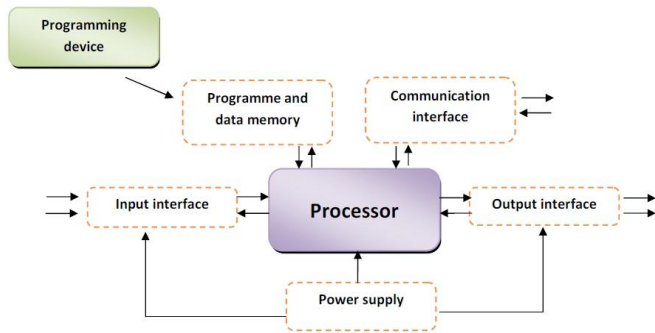 Programming
device
Programme and
data memory
Communication
interface
Input interface
Processor
Output interface
Power supply